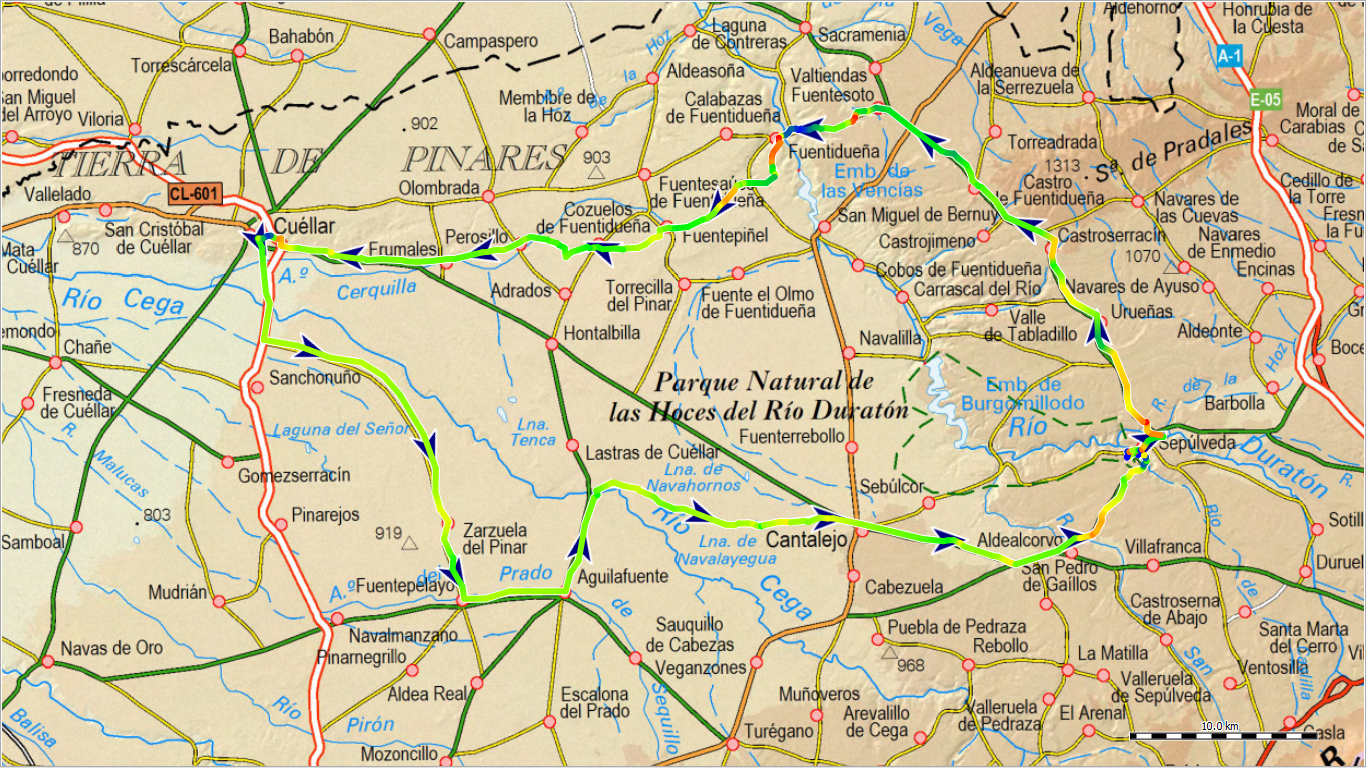 Aldehorno
Honrubia de
la Cuesta
Bahabón
Campaspero
Laguna
de Contreras
Sacramenia
Vega
Hoz
la
Torrescárcela
Aldeasoña
Valtiendas
Fuentesoto
Aldeanueva de
la Serrezuela
A-1
E-05
San Miguel
del Arroyo
Viloria
Membibre de
la Hoz
de
Calabazas
de Fuentidueña
902
Moral de
Carabias
TIERRA DE PINARES
903
Fuentidueña
Torreadrada
1313
Sª. de Pradales
Vallelado
CL-601
Olombrada
Emb. de
las Vencías
Castro
de Fuentidueña
Cedillo de
la Torre
San Cristóbal
de Cuéllar
870
Cuéllar
Cozuelos
de Fuentidueña
San Miguel de Bernuy
Navares de
las Cuevas
Mata
Cuéllar
Frumales
Perosillo
Fuentepiñel
Castrojimeno
Castroserracín
1070
Navares
de Enmedio
Encinas
Río Cega
A.º
Cerquilla
Adrados
Torrecilla
del Pinar
Fuente el Olmo
de Fuentidueña
Cobos de Fuentidueña
Carrascal del Río
Navares de Ayuso
Hontalbilla
Navalilla
Valle
de Tabladillo
Urueñas
Aldeonte
Chañe
Sanchonuño
Parque Natural de
las Hoces del Río Duratón
Emb. de
Burgomillodo
Hoz
de la
R.
Barbolla
Fresneda
de Cuéllar
R.
Malucas
Laguna del Señor
Lna.
Tenca
Fuenterrebollo
Río
Sepúlveda
Duratón
Gomezserracín
Lastras de Cuéllar
Lna. de
Navahornos
Sebúlcor
R.
803
Pinarejos
Samboal
919
Zarzuela
del Pinar
Río
Cantalejo
Lna. de
Navalayegua
Aldealcorvo
R.
Río
Villafranca
San Pedro
de Gaíllos
Mudrián
A.º
Fuentepelayo
del
Prado
Aguilafuente
Cega
Cabezuela
de
Castroserna
de Abajo
Navas de Oro
Navalmanzano
Pinarnegrillo
de
Sauquillo
de Cabezas
Veganzones
Puebla de Pedraza
Rebollo
968
La Matilla
San
Santa Marta
del Cerro
Ventosilla
Aldea Real
Escalona
del Prado
Sequillo
Muñoveros
Valleruela
de Sepúlveda
Valleruela
de Pedraza
Arevalillo
de Cega
El Arenal
Balisa
Río
Pirón
Mozoncillo
Turégano
10.0 km